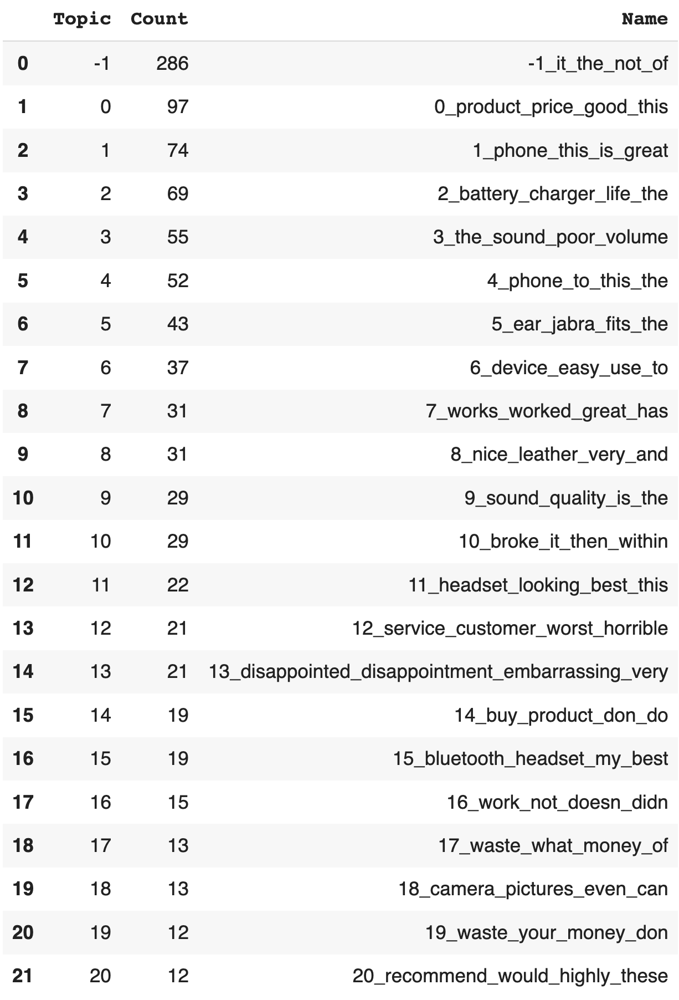 Topic Count Name
0 -1 286 -1_it_the_not_of
1 0 97 0_product_price_good_this
2 1 74 1_phone_this_is_great
3 2 69 2_battery_charger_life_the
4 3 55 3_the_sound_poor_volume
5 4 52 4_phone_to_this_the
6 5 43 5_ear_jabra_fits_the
7 6 37 6_device_easy_use_to
8 7 31 7_works_worked_great_has
9 8 31 8_nice_leather_very_and
10 9 29 9_sound_quality_is_the
11 10 29 10_broke_it_then_within
12 11 22 11_headset_looking_best_this
13 12 21 12_service_customer_worst_horrible
14 13 21 13_disappointed_disappointment_embarrassing_very
15 14 19 14_buy_product_don_do
16 15 19 15_bluetooth_headset_my_best
17 16 15 16_work_not_doesn_didn
18 17 13 17_waste_what_money_of
19 18 13 18_camera_pictures_even_can
20 19 12 19_waste_your_money_don
21 20 12 20_recommend_would_highly_these